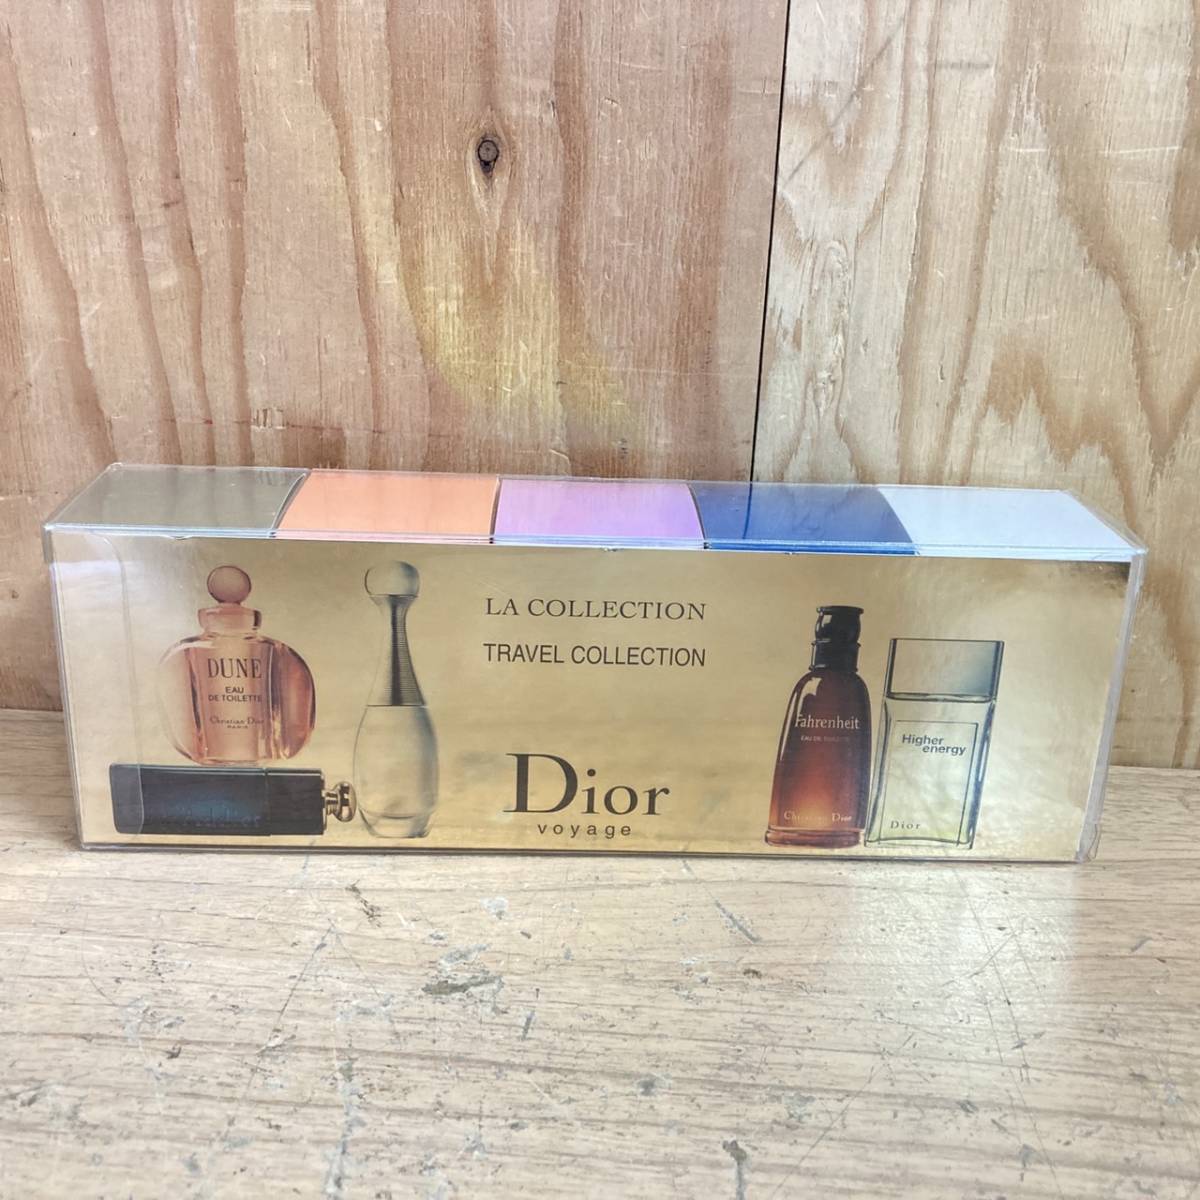 LA COLLECTION
TRAVEL COLLECTION
Dior
voyage
DUNE
EAU
DE TOILETTE
Christian Dior
PARIS
Fahrenheit
EAU DE TOILETTE
Christian Dior
Higher
energy
Dior